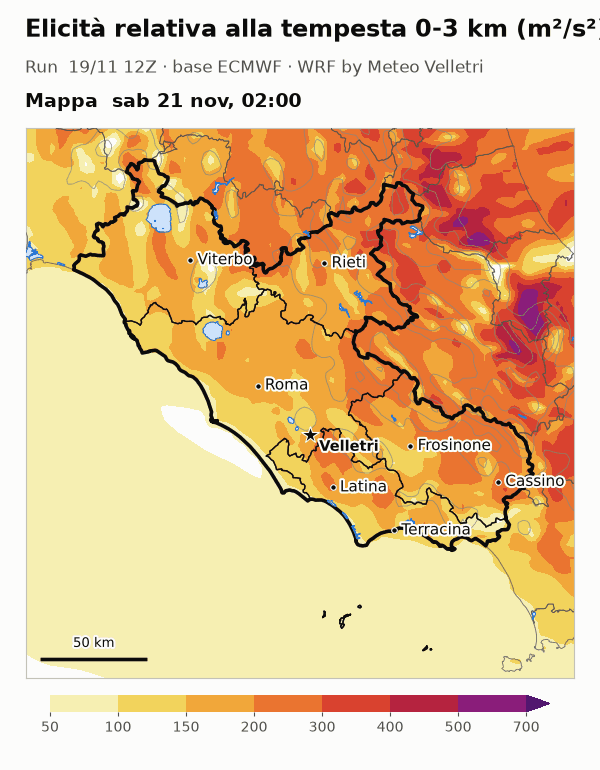 Elicità relativa alla tempesta 0-3 km (m²/s²)
Run  19/11 12Z · base ECMWF · WRF by Meteo Velletri
Mappa  sab 21 nov, 02:00
Viterbo
Rieti
Roma
Velletri
Frosinone
Latina
Cassino
Terracina
50 km
50 100 150 200 300 400 500 700